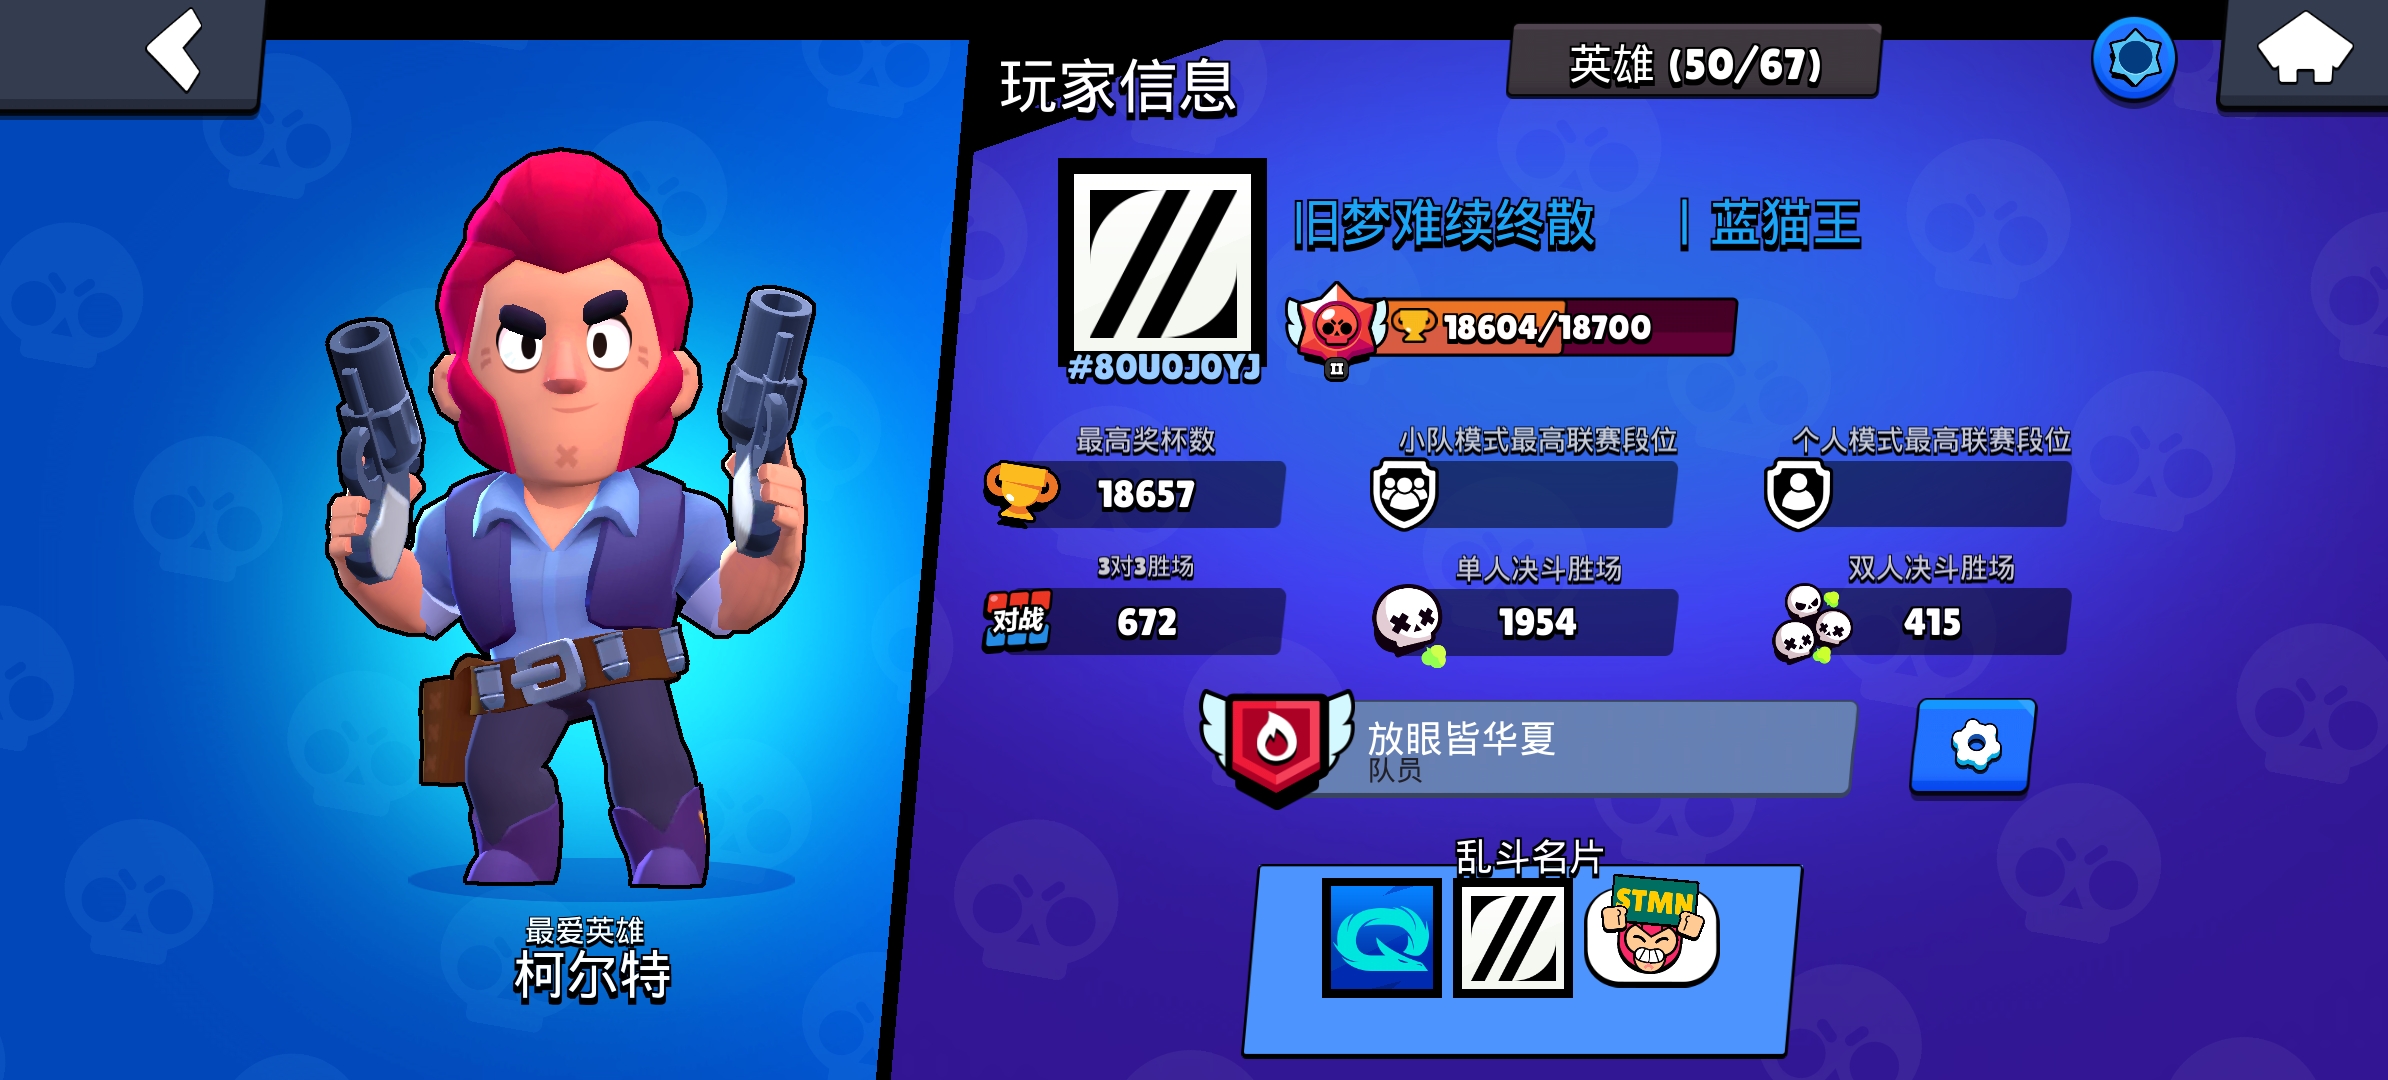 玩家信息
英雄 (50/67)
旧梦难续终散 | 蓝猫王
#80U0J0YJ
18604/18700
II
最高奖杯数
18657
小队模式最高联赛段位
个人模式最高联赛段位
3对3胜场
对战
672
单人决斗胜场
1954
双人决斗胜场
415
放眼皆华夏
队员
乱斗名片
STMN
最爱英雄
柯尔特